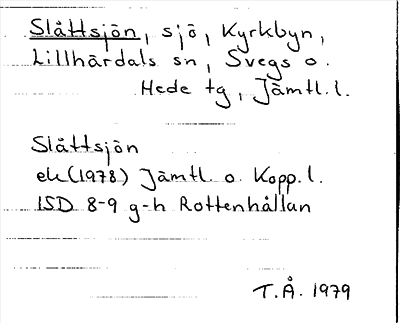 Slåttsjön, sjö, Kyrkbyn,
Lillhärdals sn, Svegs o.
Hede tg, Jämtl. l.
Slåttsjön
ek (1978) Jämtl. o. Kopp. l.
15D 8-9 g-h Rottenhållan
T.Å. 1979